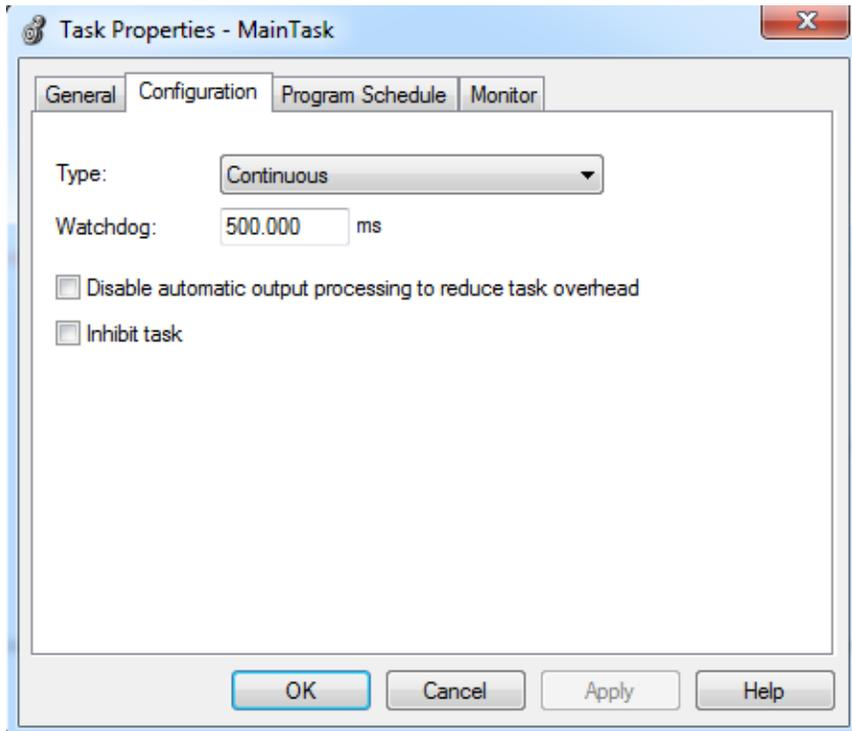 Task Properties - MainTask
General Configuration Program Schedule Monitor
Type: Continuous
Watchdog: 500.000 ms
Disable automatic output processing to reduce task overhead
Inhibit task
OK Cancel Apply Help